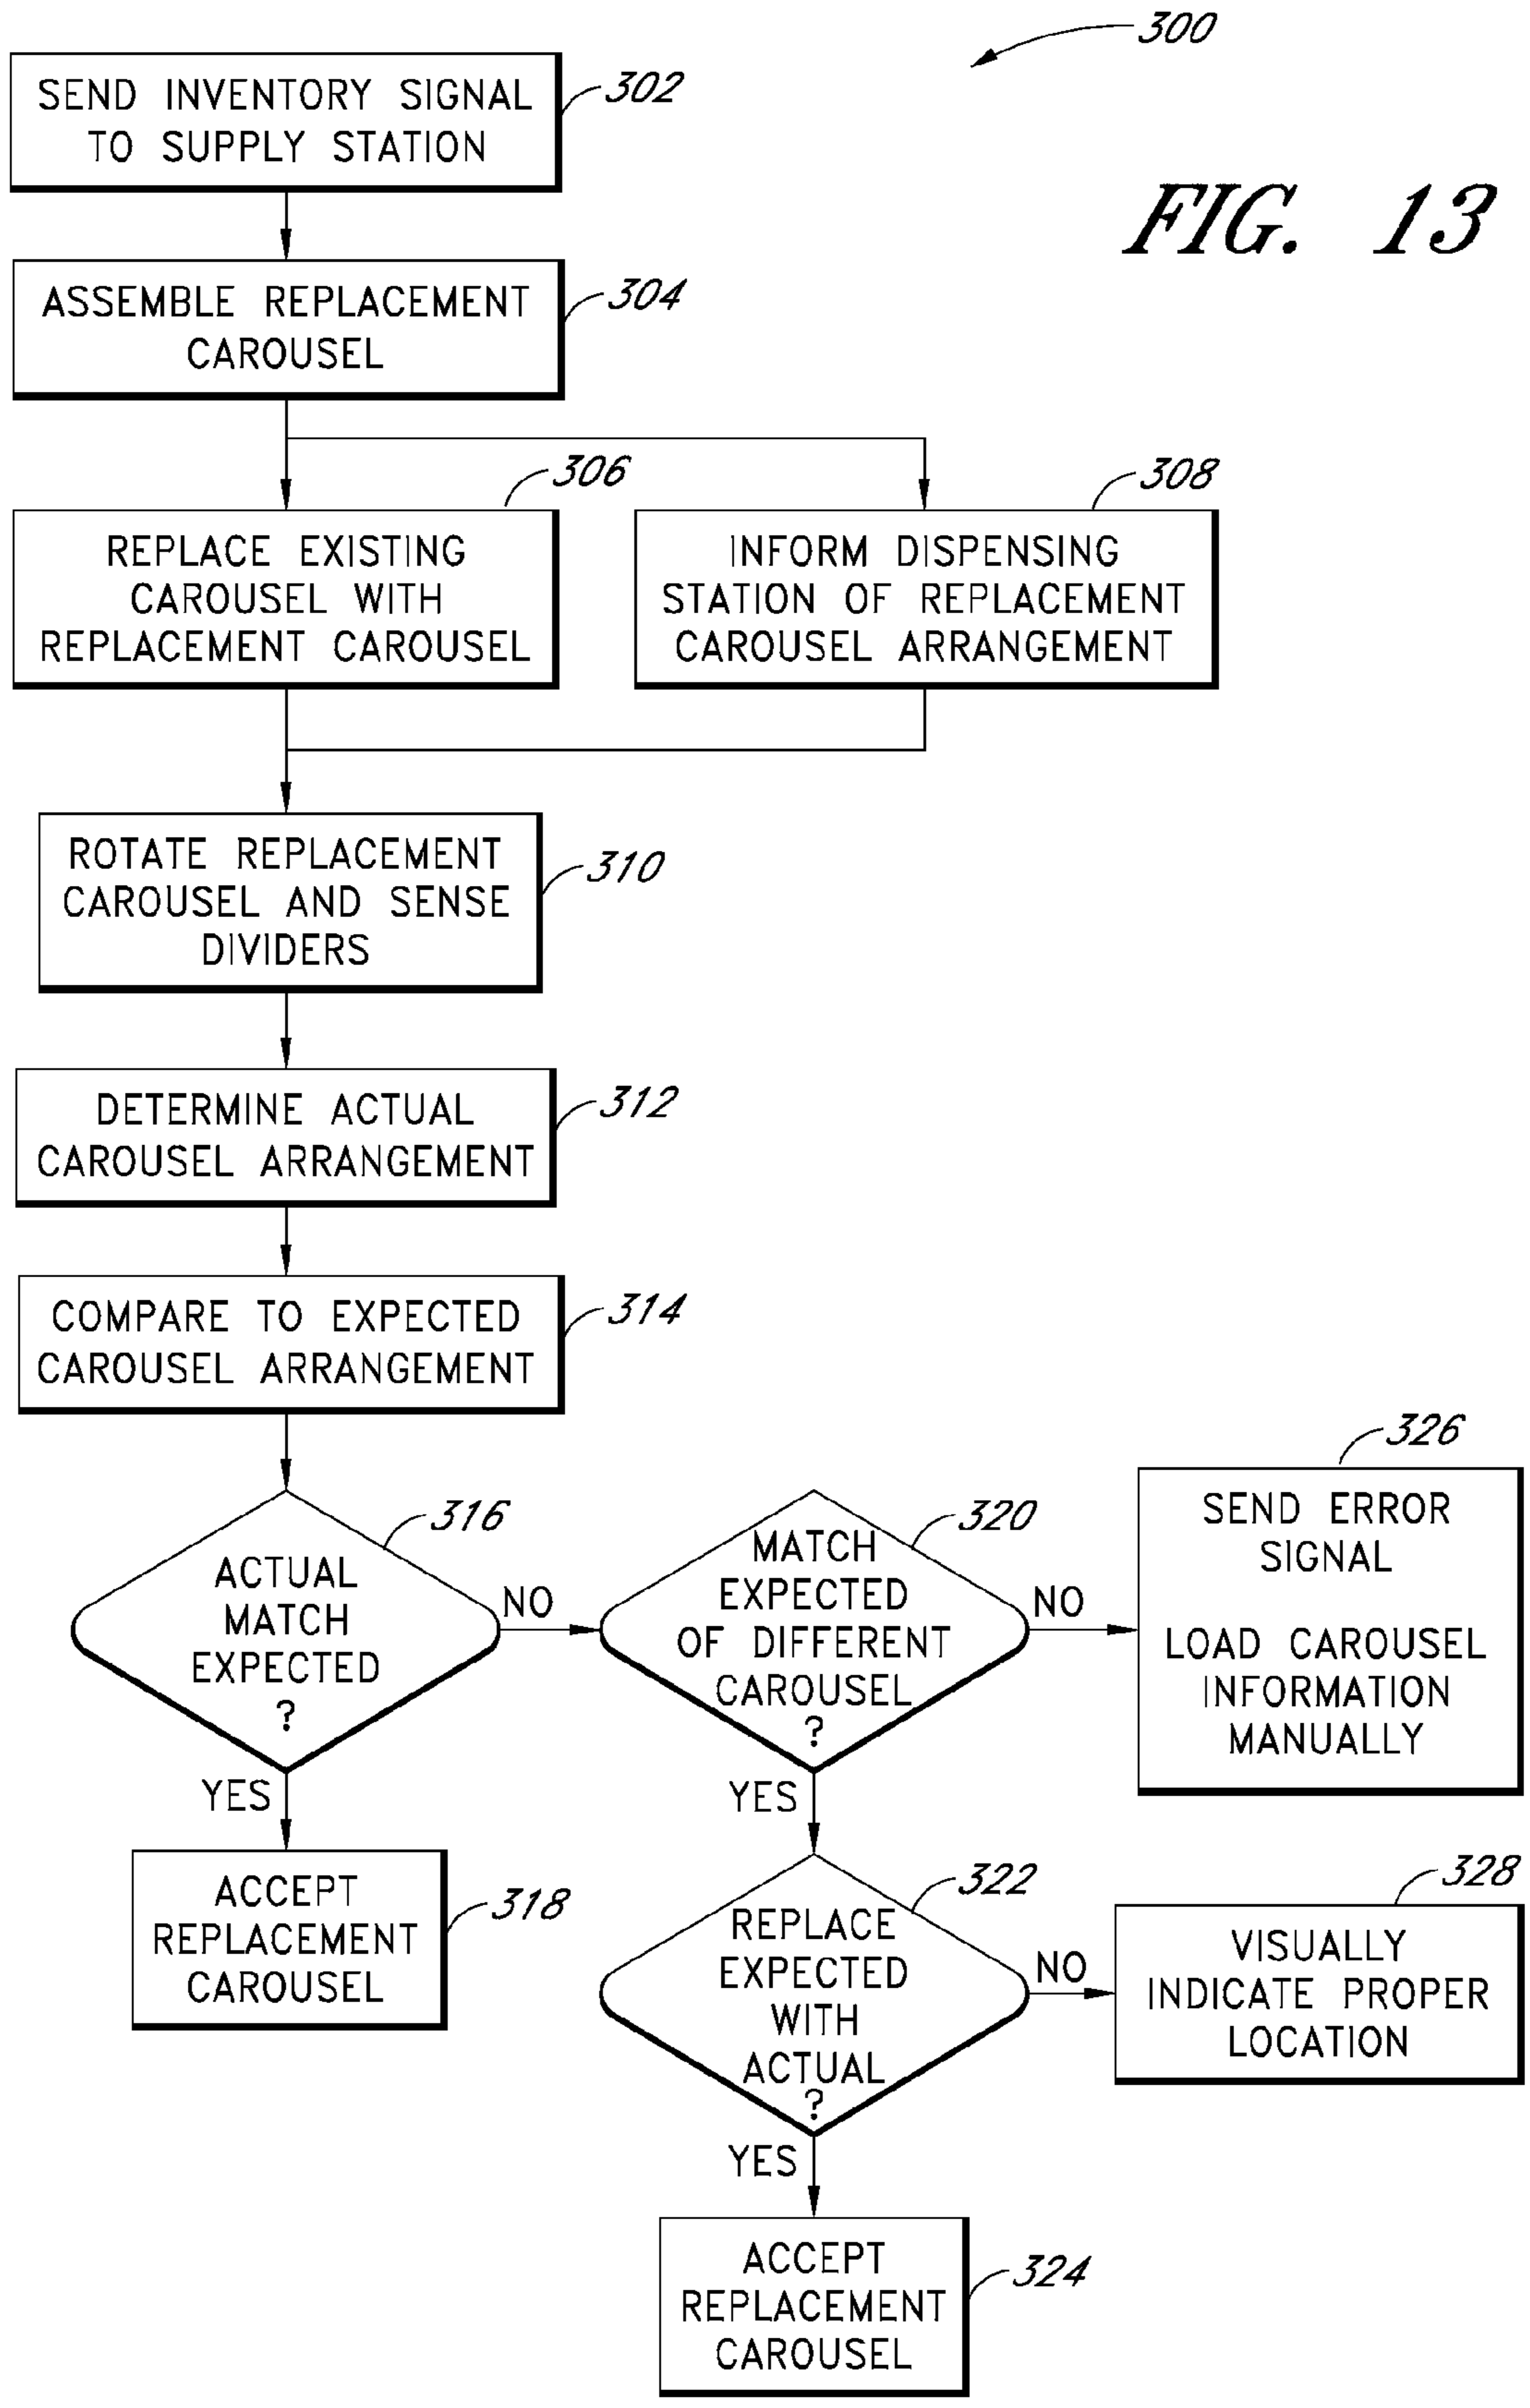 300
SEND INVENTORY SIGNAL
TO SUPPLY STATION
302
FIG. 13
ASSEMBLE REPLACEMENT
CAROUSEL
304
306
REPLACE EXISTING
CAROUSEL WITH
REPLACEMENT CAROUSEL
308
INFORM DISPENSING
STATION OF REPLACEMENT
CAROUSEL ARRANGEMENT
ROTATE REPLACEMENT
CAROUSEL AND SENSE
DIVIDERS
310
DETERMINE ACTUAL
CAROUSEL ARRANGEMENT
312
COMPARE TO EXPECTED
CAROUSEL ARRANGEMENT
314
316
ACTUAL
MATCH
EXPECTED
?
NO
YES
ACCEPT
REPLACEMENT
CAROUSEL
318
320
MATCH
EXPECTED
OF DIFFERENT
CAROUSEL
?
NO
YES
326
SEND ERROR
SIGNAL
LOAD CAROUSEL
INFORMATION
MANUALLY
322
REPLACE
EXPECTED
WITH
ACTUAL
?
NO
YES
328
VISUALLY
INDICATE PROPER
LOCATION
ACCEPT
REPLACEMENT
CAROUSEL
324